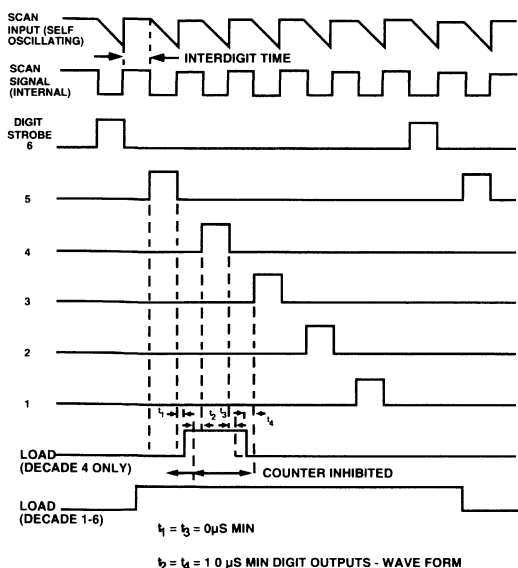 SCAN
INPUT (SELF
OSCILLATING)
INTERDIGIT TIME
SCAN
SIGNAL
(INTERNAL)
DIGIT
STROBE
6
5
4
3
2
1
t₁ t₂ t₃ t₄
LOAD
(DECADE 4 ONLY)
COUNTER INHIBITED
LOAD
(DECADE 1-6)
t₁ = t₃ = 0µS MIN
t₂ = t₄ = 1 0 µS MIN DIGIT OUTPUTS - WAVE FORM